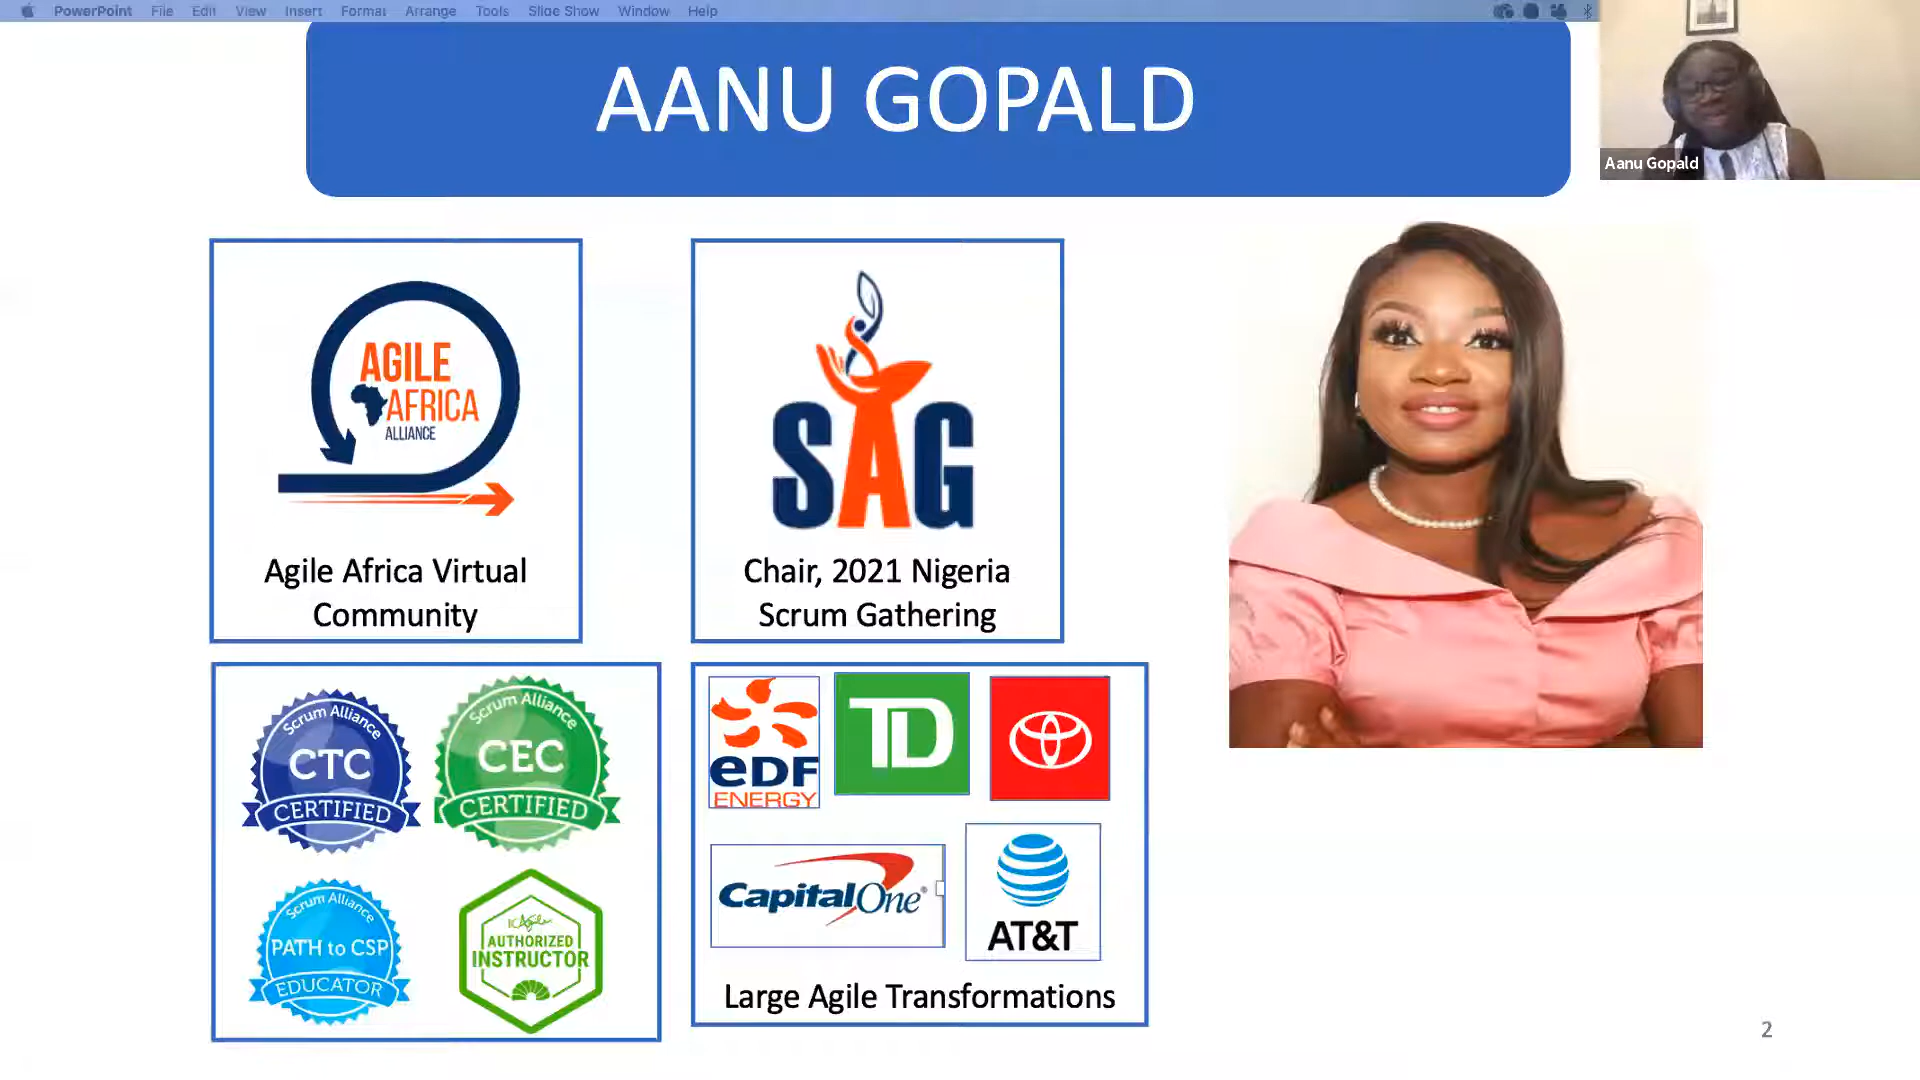 PowerPoint File Edit View Insert Format Arrange Tools Slide Show Window Help
AANU GOPALD
Aanu Gopald
AGILE
AFRICA
ALLIANCE
Agile Africa Virtual
Community
SAG
Chair, 2021 Nigeria
Scrum Gathering
Scrum Alliance
CTC
CERTIFIED
Scrum Alliance
CEC
CERTIFIED
Scrum Alliance
PATH to CSP
EDUCATOR
ICAgile
AUTHORIZED
INSTRUCTOR
eDF
ENERGY
TD
CapitalOne®
AT&T
Large Agile Transformations
2